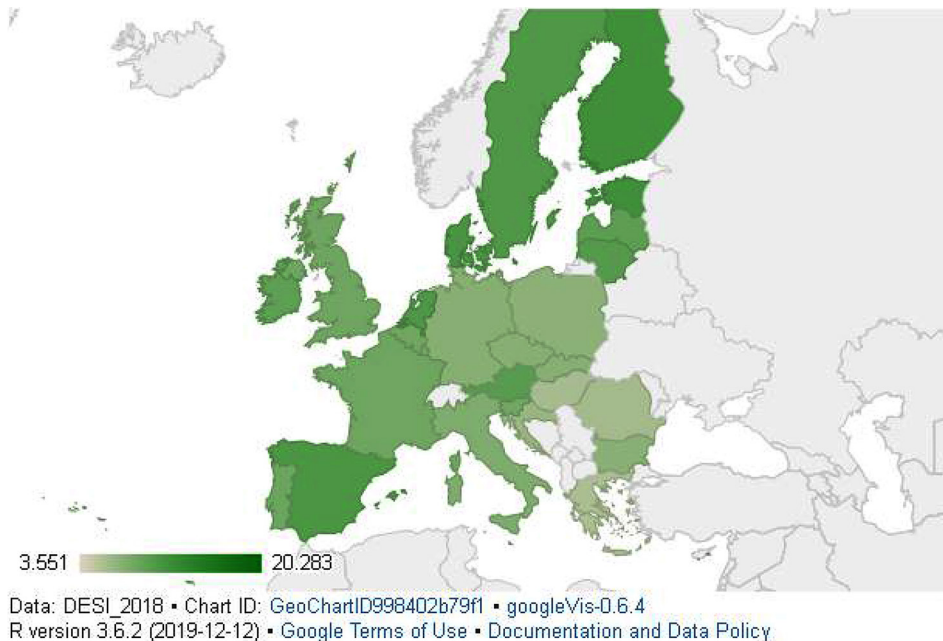 3.551 20.283
Data: DESI_2018 • Chart ID: GeoChartID998402b79f1 • googleVis-0.6.4
R version 3.6.2 (2019-12-12) • Google Terms of Use • Documentation and Data Policy